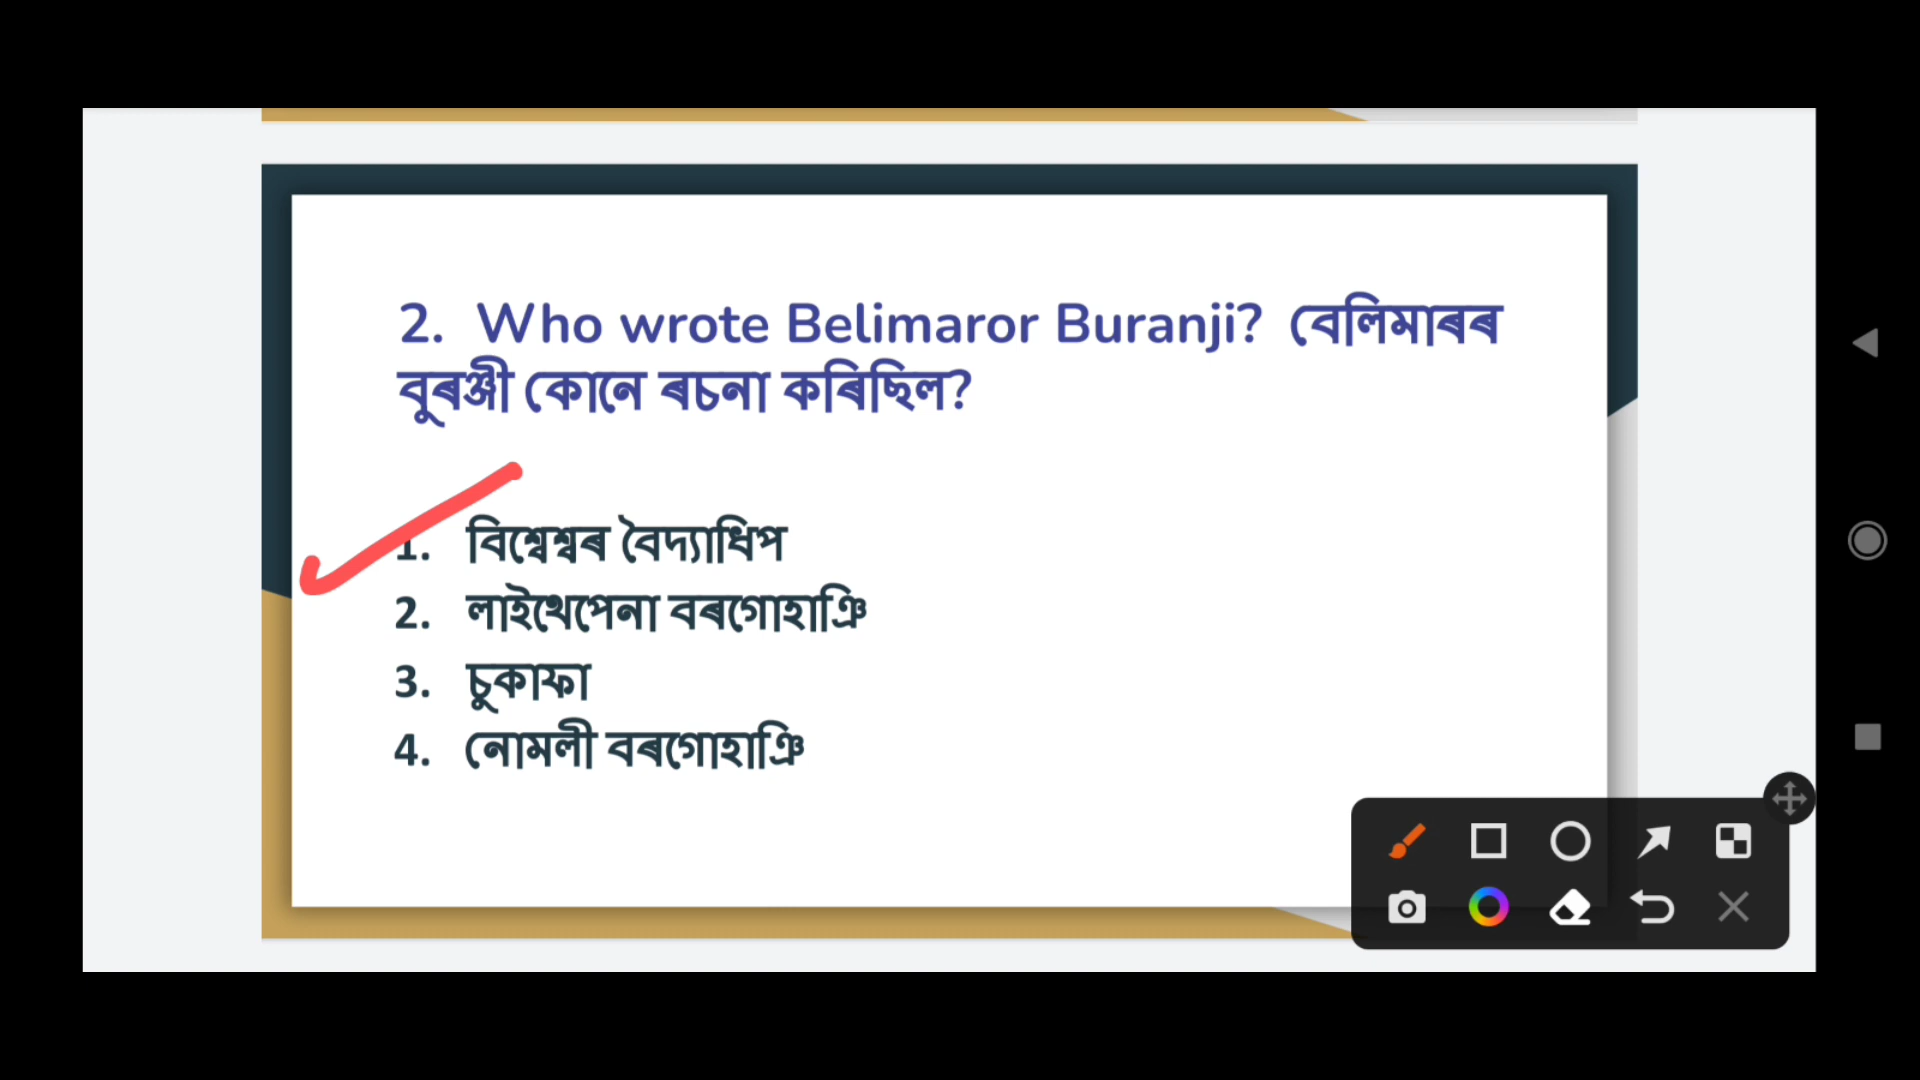 2. Who wrote Belimaror Buranji? বেলিমাৰৰ
বুৰঞ্জী কোনে ৰচনা কৰিছিল?
1. বিশ্বেশ্বৰ বৈদ্যাধিপ
2. লাইথেপেনা বৰগোহাঞি
3. চুকাফা
4. নোমলী বৰগোহাঞি